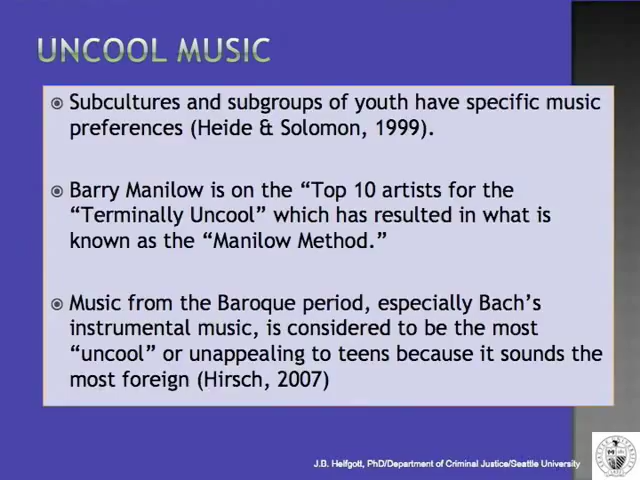 UNCOOL MUSIC
Subcultures and subgroups of youth have specific music
preferences (Heide & Solomon, 1999).
Barry Manilow is on the “Top 10 artists for the
“Terminally Uncool” which has resulted in what is
known as the “Manilow Method.”
Music from the Baroque period, especially Bach’s
instrumental music, is considered to be the most
“uncool” or unappealing to teens because it sounds the
most foreign (Hirsch, 2007)
J.B. Helfgott, PhD/Department of Criminal Justice/Seattle University